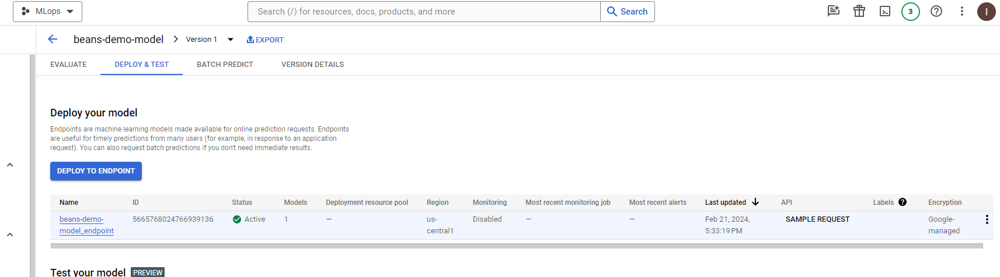 MLops
Search (/) for resources, docs, products, and more
Search
3
I
beans-demo-model
Version 1
EXPORT
EVALUATE
DEPLOY & TEST
BATCH PREDICT
VERSION DETAILS
Deploy your model
Endpoints are machine learning models made available for online prediction requests. Endpoints
are useful for timely predictions from many users (for example, in response to an application
request). You can also request batch predictions if you don't need immediate results.
DEPLOY TO ENDPOINT
Name ID Status Models Deployment resource pool Region Monitoring Most recent monitoring job Most recent alerts Last updated API Labels Encryption
beans-demo- 5665768024766939136 Active 1 — us- Disabled — — Feb 21, 2024, SAMPLE REQUEST Google-
model_endpoint central1 5:33:19 PM managed
Test your model PREVIEW